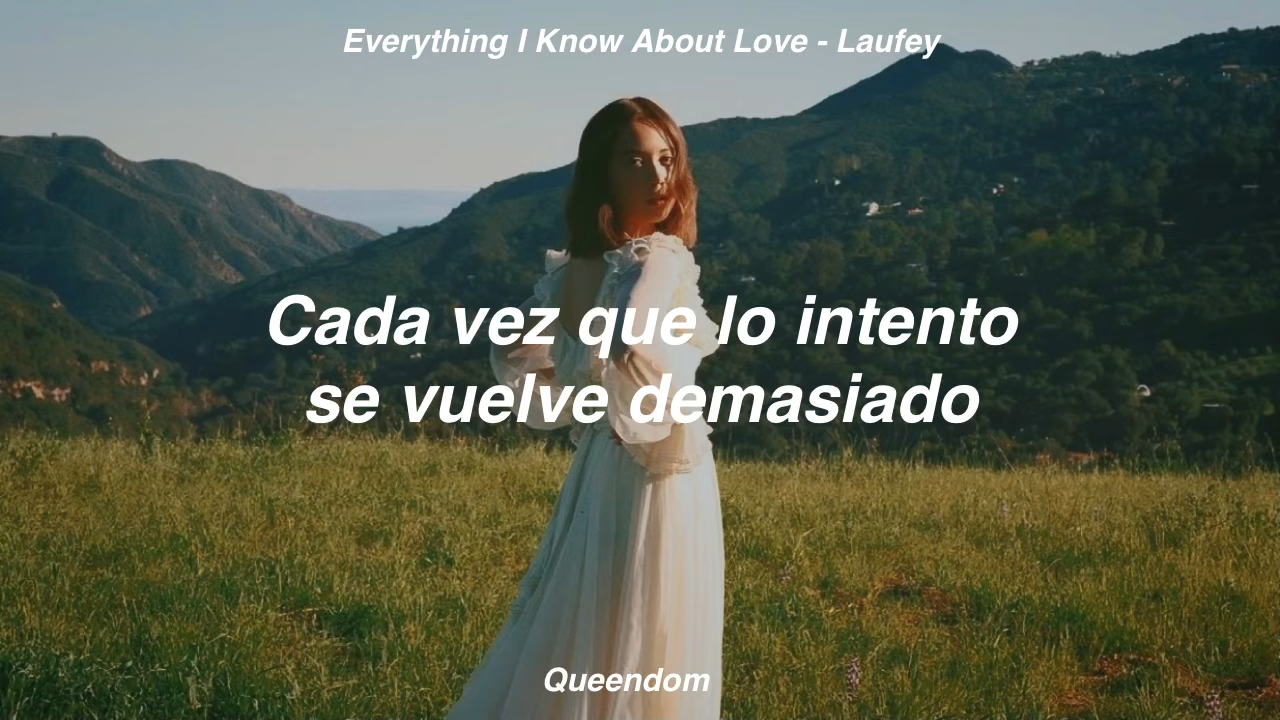 Everything I Know About Love - Laufey
Cada vez que lo intento
se vuelve demasiado
Queendom